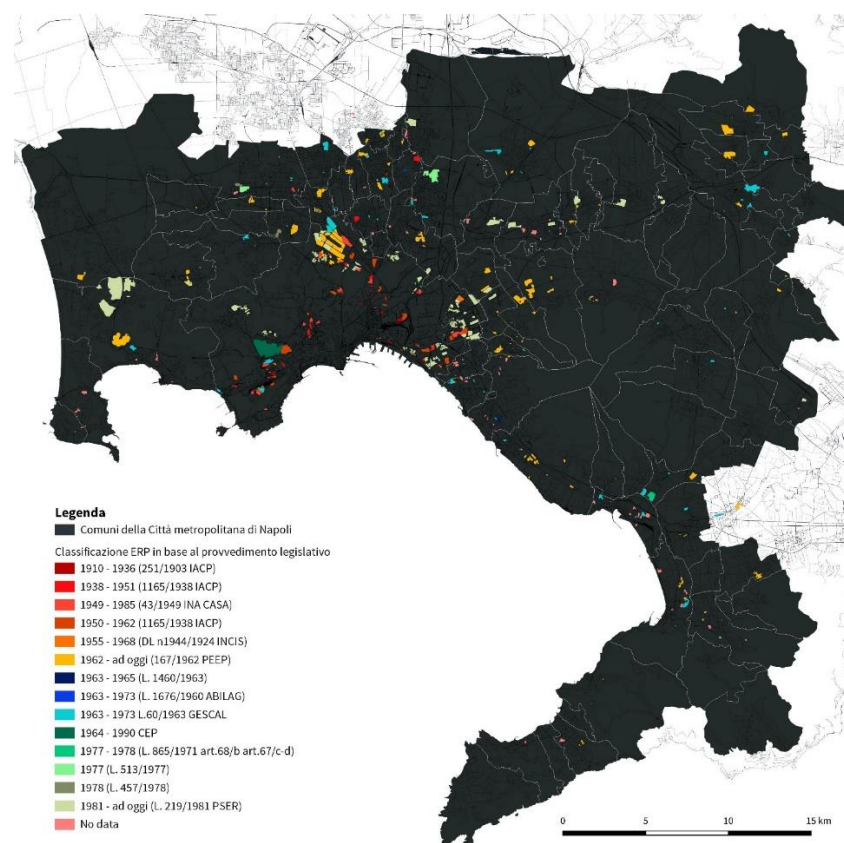 Legenda
Comuni della Città metropolitana di Napoli
Classificazione ERP in base al provvedimento legislativo
1910 - 1936 (251/1903 IACP)
1938 - 1951 (1165/1938 IACP)
1949 - 1985 (43/1949 INA CASA)
1950 - 1962 (1165/1938 IACP)
1955 - 1968 (DL n1944/1924 INCIS)
1962 - ad oggi (167/1962 PEEP)
1963 - 1965 (L. 1460/1963)
1963 - 1973 (L. 1676/1960 ABILAG)
1963 - 1973 L.60/1963 GESCAL
1964 - 1990 CEP
1977 - 1978 (L. 865/1971 art.68/b art.67/c-d)
1977 (L. 513/1977)
1978 (L. 457/1978)
1981 - ad oggi (L. 219/1981 PSER)
No data
0 5 10 15 km